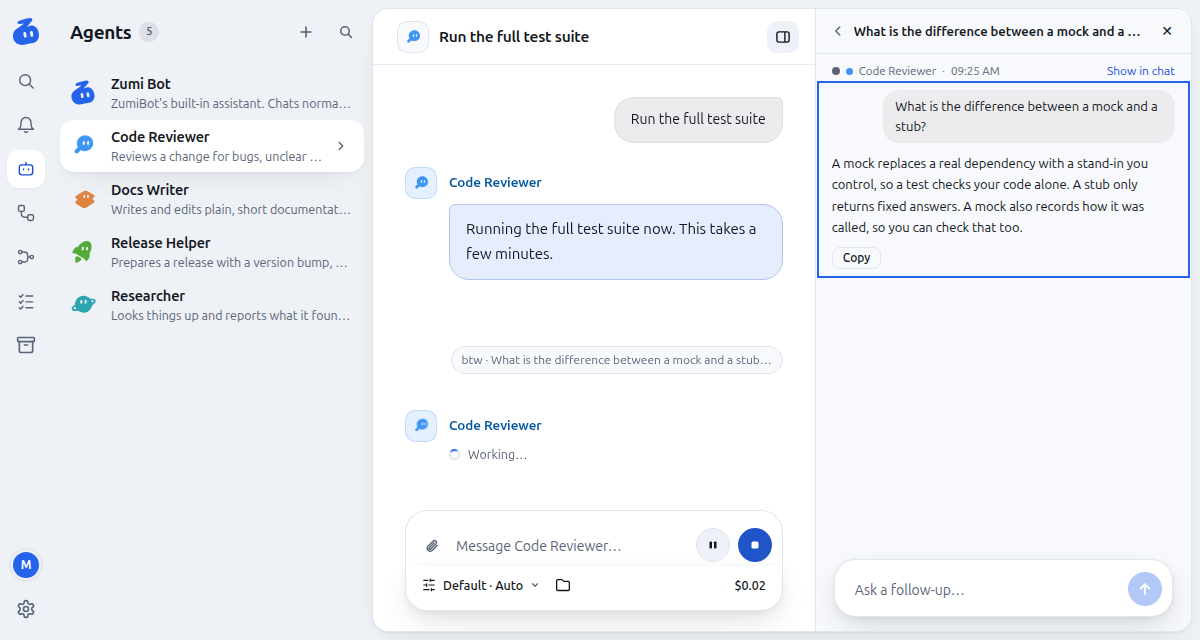 Agents 5
Zumi Bot
ZumiBot's built-in assistant. Chats norma…
Code Reviewer
Reviews a change for bugs, unclear …
Docs Writer
Writes and edits plain, short documentat…
Release Helper
Prepares a release with a version bump, …
Researcher
Looks things up and reports what it foun…
M
Run the full test suite
Run the full test suite
Code Reviewer
Running the full test suite now. This takes a
few minutes.
btw · What is the difference between a mock and a stub…
Code Reviewer
Working…
Message Code Reviewer…
Default · Auto
$0.02
What is the difference between a mock and a …
Code Reviewer · 09:25 AM
Show in chat
What is the difference between a mock and a
stub?
A mock replaces a real dependency with a stand-in you
control, so a test checks your code alone. A stub only
returns fixed answers. A mock also records how it was
called, so you can check that too.
Copy
Ask a follow-up…